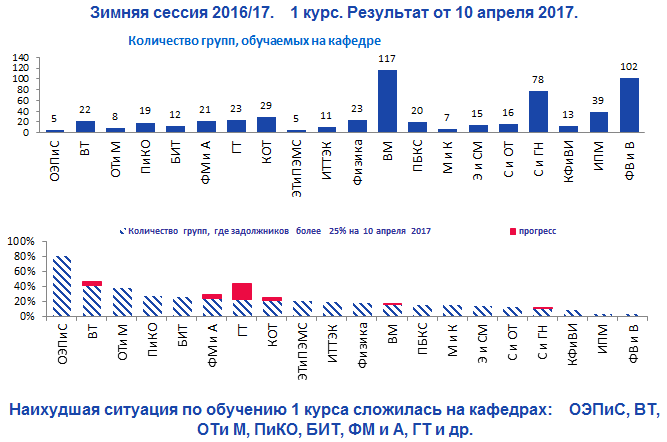 Зимняя сессия 2016/17. 1 курс. Результат от 10 апреля 2017.
Количество групп, обучаемых на кафедре
140
120
100
80
60
40
20
0
5 22 8 19 12 21 23 29 5 11 23 117 20 7 15 16 78 13 39 102
ОЭПиС ВТ ОТи М ПиКО БИТ ФМ и А ГТ КОТ ЭТиПЭМС ИТТЭК Физика ВМ ПБКС М и К Э и СМ С и ОТ С и ГН КФиВИ ИПМ ФВ и В
Количество групп, где задолжников более 25% на 10 апреля 2017 прогресс
100%
80%
60%
40%
20%
0%
ОЭПиС ВТ ОТи М ПиКО БИТ ФМ и А ГТ КОТ ЭТиПЭМС ИТТЭК Физика ВМ ПБКС М и К Э и СМ С и ОТ С и ГН КФиВИ ИПМ ФВ и В
Наихудшая ситуация по обучению 1 курса сложилась на кафедрах: ОЭПиС, ВТ,
ОТи М, ПиКО, БИТ, ФМ и А, ГТ и др.